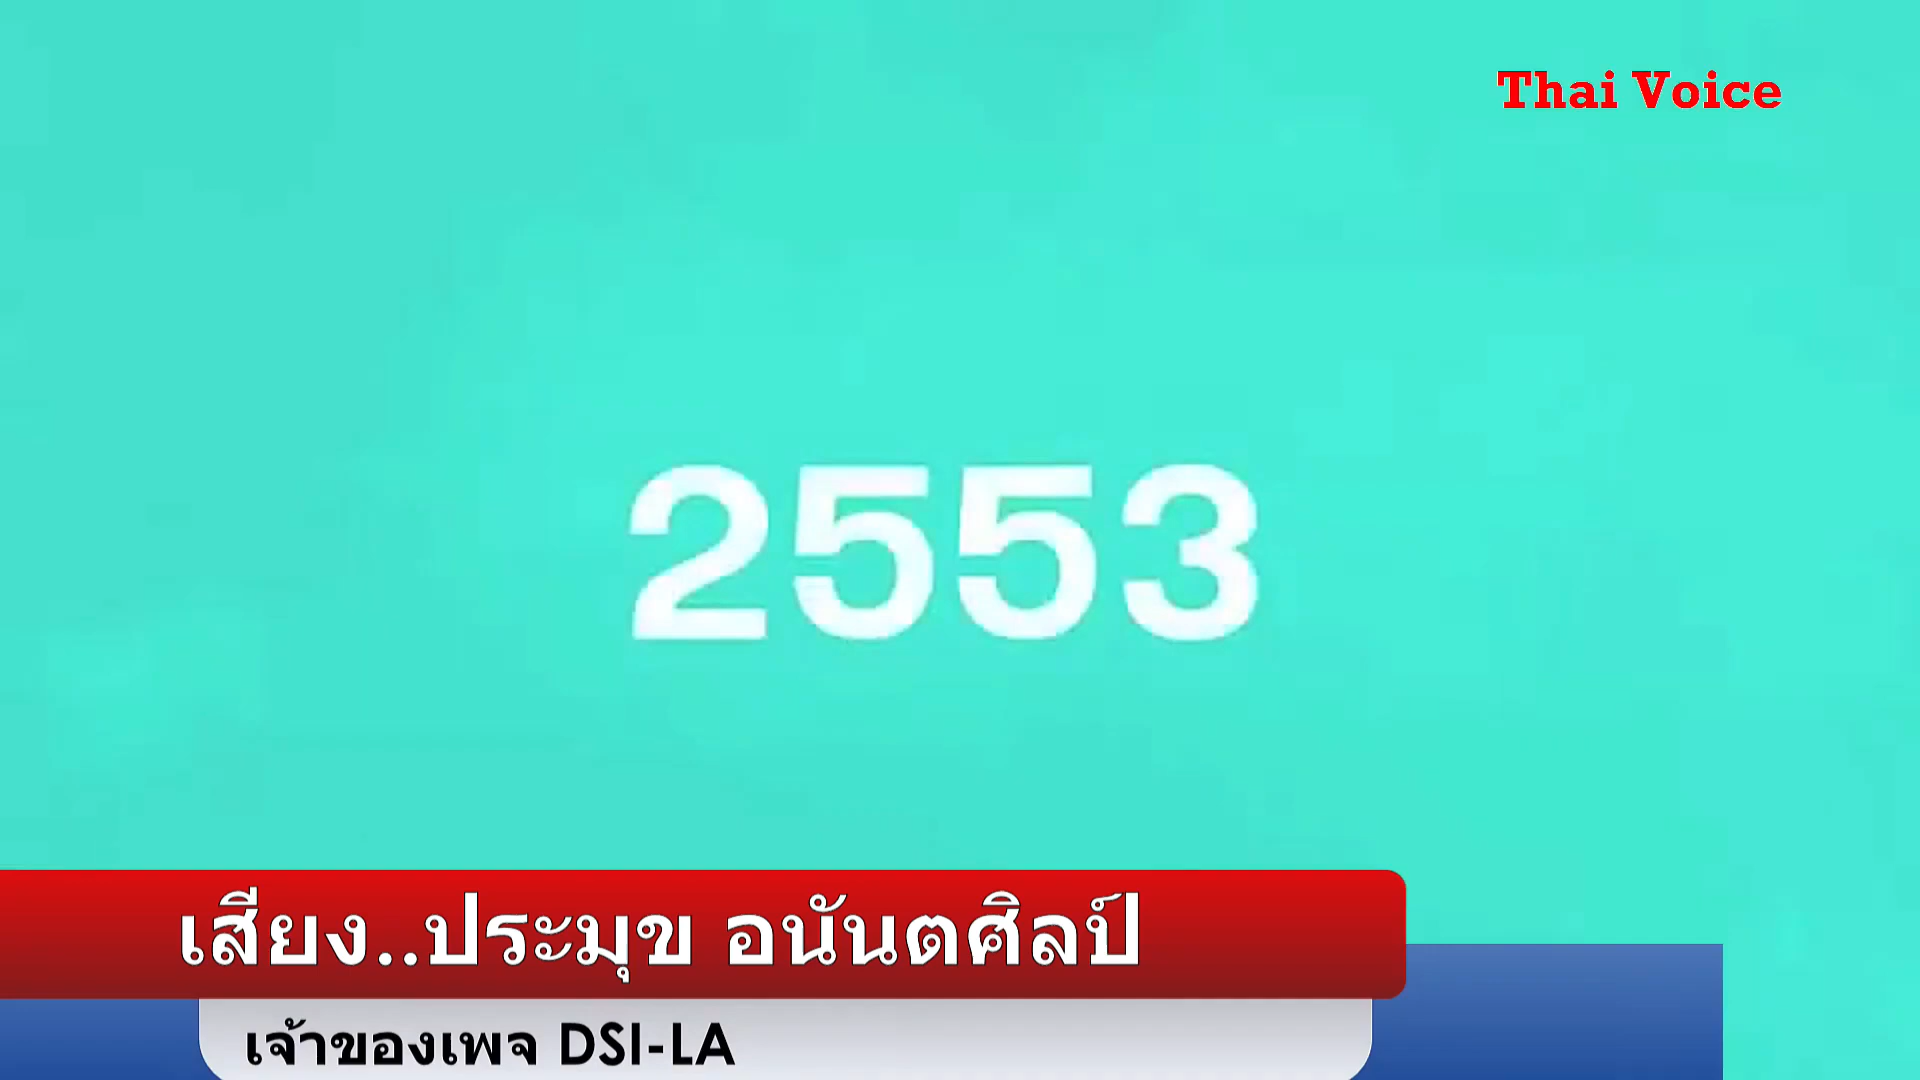 Thai Voice
2553
เสียง..ประมุข อนันตศิลป์
เจ้าของเพจ DSI-LA